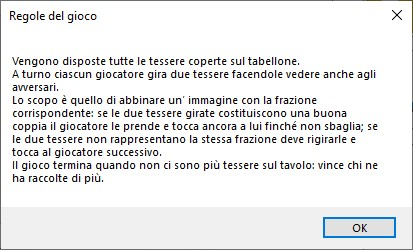 Regole del gioco
Vengono disposte tutte le tessere coperte sul tabellone.
A turno ciascun giocatore gira due tessere facendole vedere anche agli
avversari.
Lo scopo è quello di abbinare un' immagine con la frazione
corrispondente: se le due tessere girate costituiscono una buona
coppia il giocatore le prende e tocca ancora a lui finché non sbaglia; se
le due tessere non rappresentano la stessa frazione deve rigirarle e
tocca al giocatore successivo.
Il gioco termina quando non ci sono più tessere sul tavolo: vince chi ne
ha raccolte di più.
OK